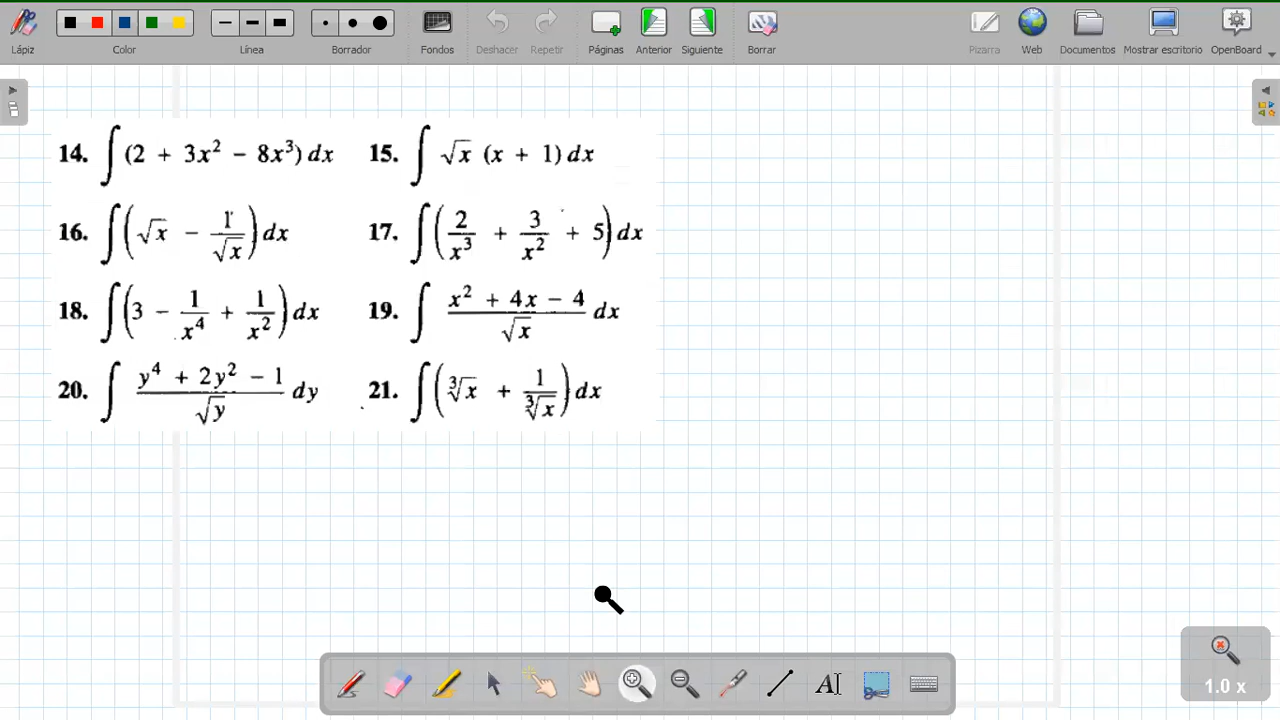 Lápiz Color Línea Borrador Fondos Deshacer Repetir Páginas Anterior Siguiente Borrar Pizarra Web Documentos Mostrar escritorio OpenBoard
14. ∫(2 + 3x² − 8x³) dx 15. ∫ √x (x + 1) dx
16. ∫(√x − 1/√x) dx 17. ∫(2/x³ + 3/x² + 5) dx
18. ∫(3 − 1/x⁴ + 1/x²) dx 19. ∫ (x² + 4x − 4)/√x dx
20. ∫ (y⁴ + 2y² − 1)/√y dy 21. ∫(∛x + 1/∛x) dx
AI
1.0 x